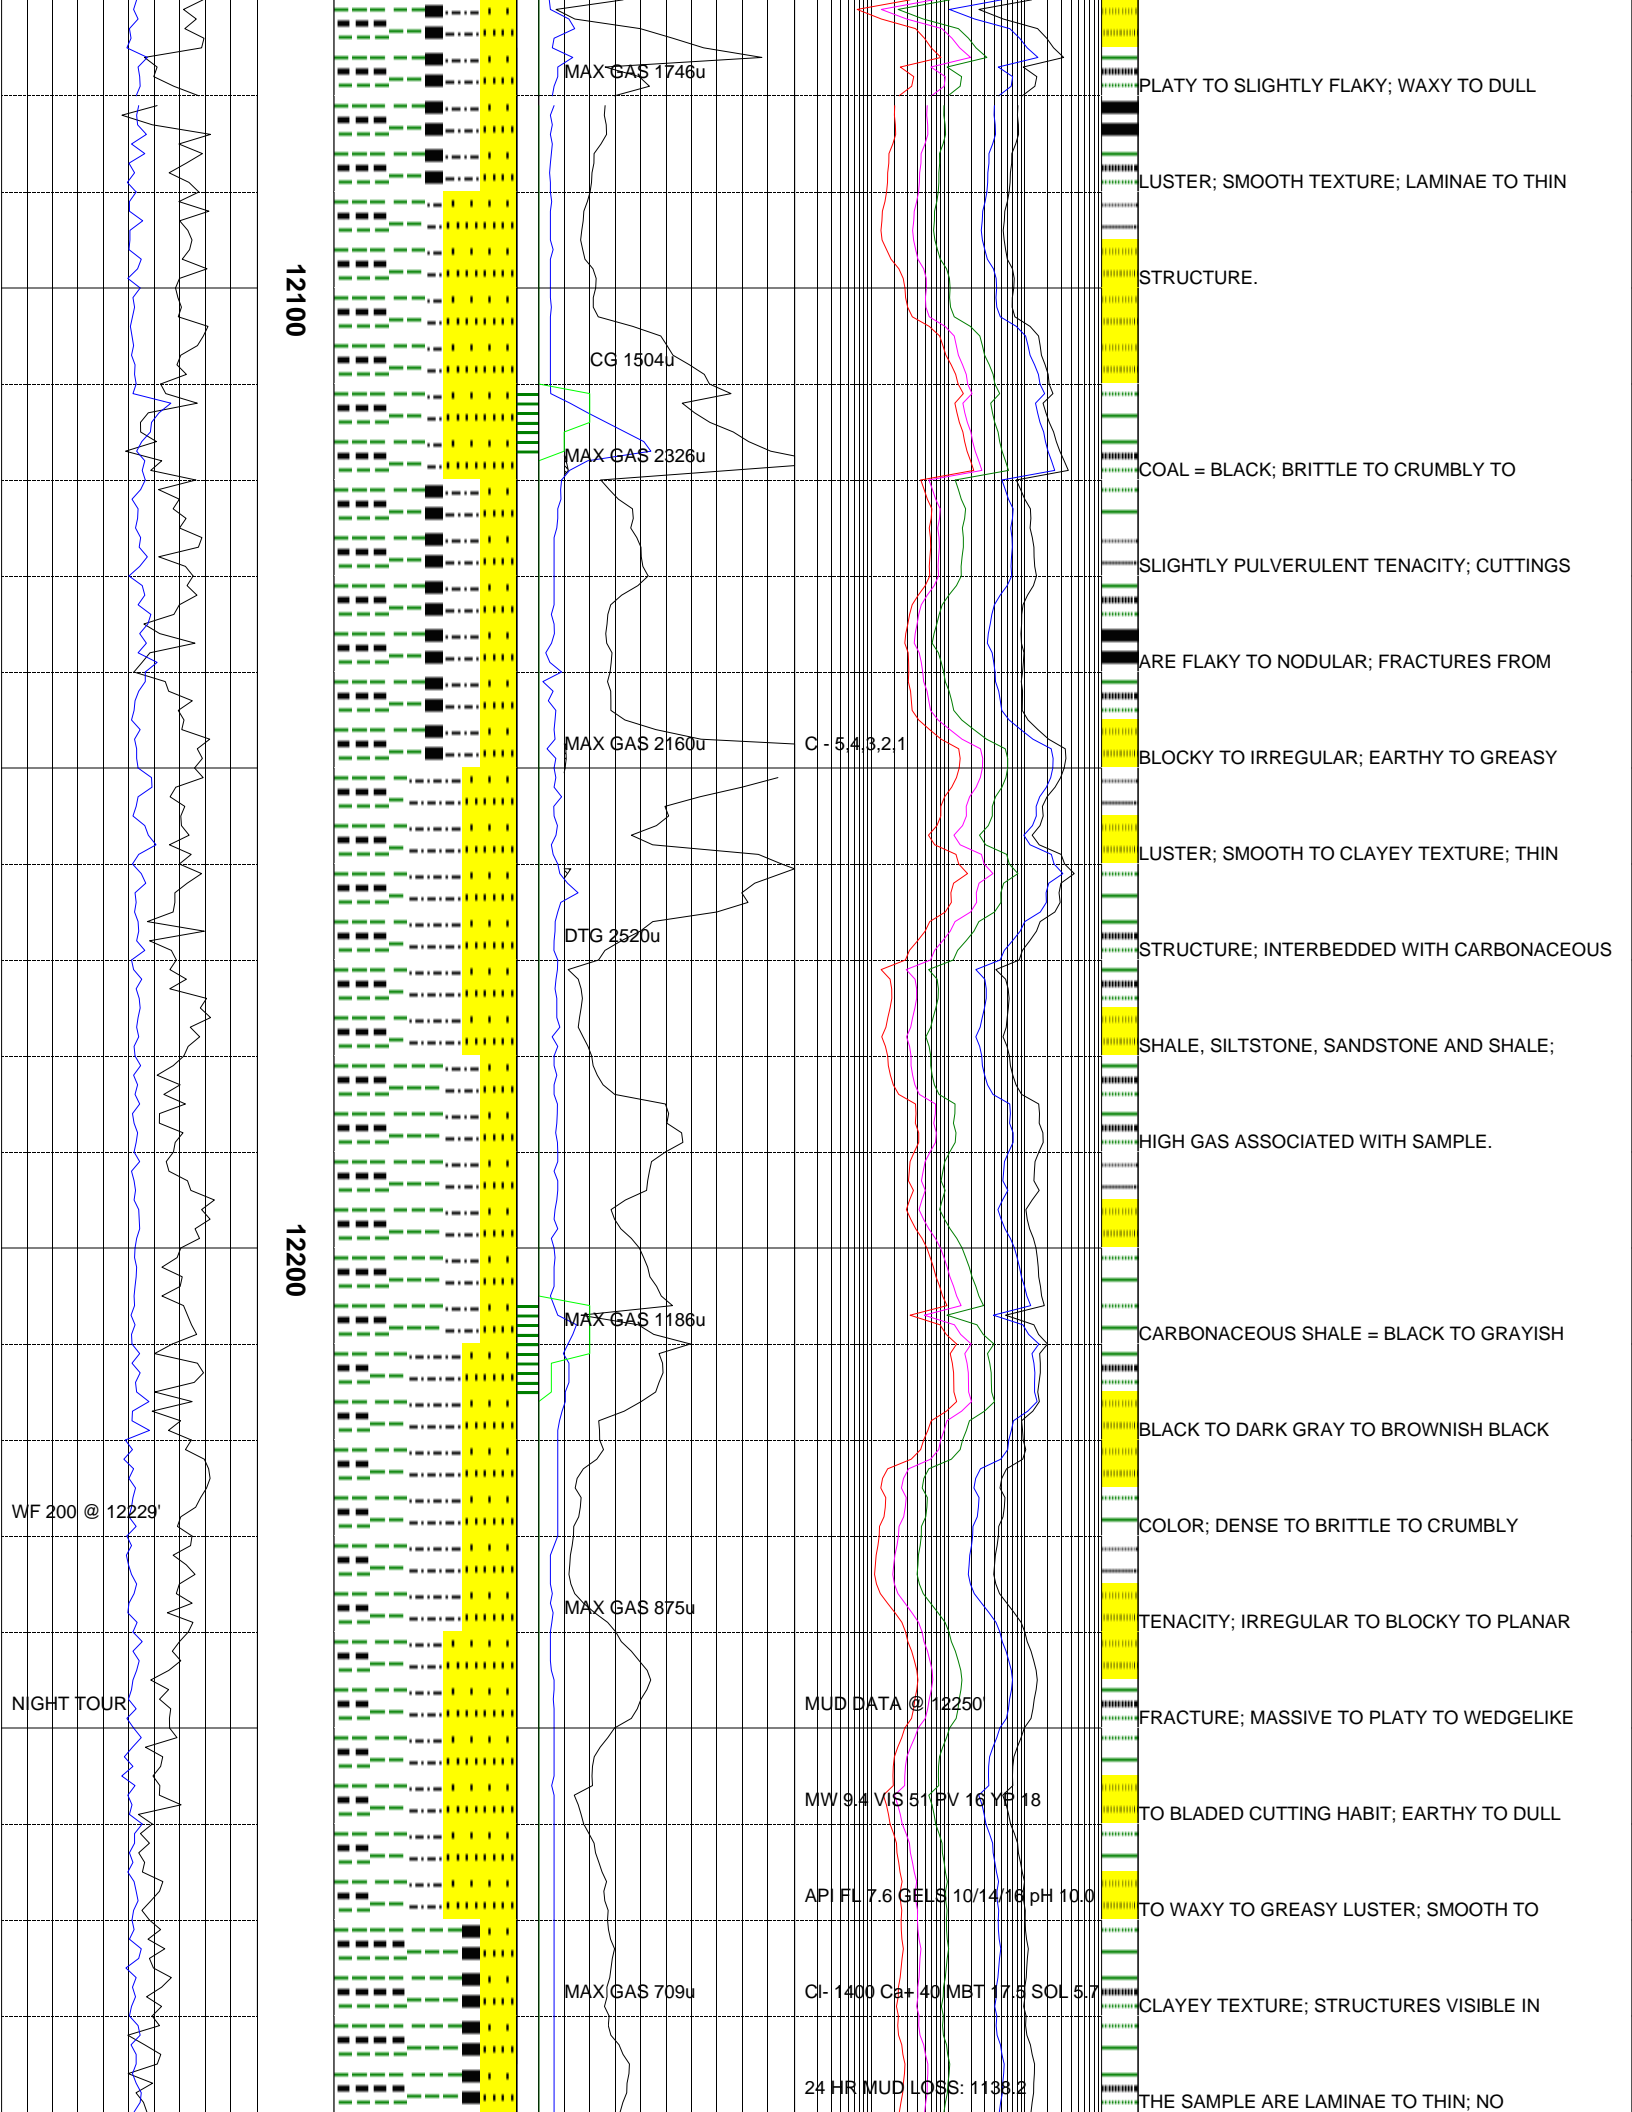 MAX GAS 1746u
PLATY TO SLIGHTLY FLAKY; WAXY TO DULL
LUSTER; SMOOTH TEXTURE; LAMINAE TO THIN
12100
STRUCTURE.
CG 1504u
MAX GAS 2326u
COAL = BLACK; BRITTLE TO CRUMBLY TO
SLIGHTLY PULVERULENT TENACITY; CUTTINGS
ARE FLAKY TO NODULAR; FRACTURES FROM
MAX GAS 2160u
C - 5,4,3,2,1
BLOCKY TO IRREGULAR; EARTHY TO GREASY
LUSTER; SMOOTH TO CLAYEY TEXTURE; THIN
DTG 2520u
STRUCTURE; INTERBEDDED WITH CARBONACEOUS
SHALE, SILTSTONE, SANDSTONE AND SHALE;
HIGH GAS ASSOCIATED WITH SAMPLE.
12200
MAX GAS 1186u
CARBONACEOUS SHALE = BLACK TO GRAYISH
BLACK TO DARK GRAY TO BROWNISH BLACK
WF 200 @ 12229'
COLOR; DENSE TO BRITTLE TO CRUMBLY
MAX GAS 875u
TENACITY; IRREGULAR TO BLOCKY TO PLANAR
NIGHT TOUR
MUD DATA @ 12250'
FRACTURE; MASSIVE TO PLATY TO WEDGELIKE
MW 9.4 VIS 51 PV 16 YP 18
TO BLADED CUTTING HABIT; EARTHY TO DULL
API FL 7.6 GELS 10/14/16 pH 10.0
TO WAXY TO GREASY LUSTER; SMOOTH TO
MAX GAS 709u
Cl- 1400 Ca+ 40 MBT 17.5 SOL 5.7
CLAYEY TEXTURE; STRUCTURES VISIBLE IN
24 HR MUD LOSS: 1138.2
THE SAMPLE ARE LAMINAE TO THIN; NO